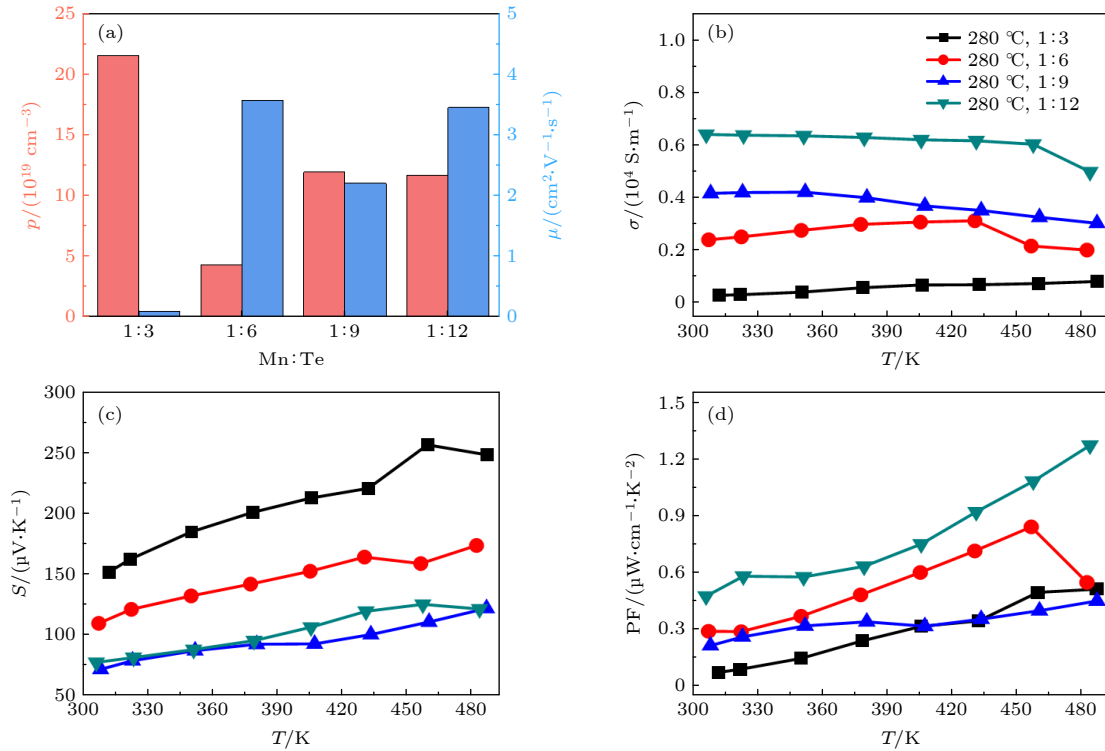 (a)
25
20
15
10
5
0
p/(10¹⁹ cm⁻³)
5
4
3
2
1
0
μ/(cm²·V⁻¹·s⁻¹)
1∶3 1∶6 1∶9 1∶12
Mn∶Te
(b)
280 ℃, 1∶3
280 ℃, 1∶6
280 ℃, 1∶9
280 ℃, 1∶12
1.0
0.8
0.6
0.4
0.2
0
σ/(10⁴ S·m⁻¹)
300 330 360 390 420 450 480
T/K
(c)
300
250
200
150
100
50
S/(μV·K⁻¹)
300 330 360 390 420 450 480
T/K
(d)
1.5
1.2
0.9
0.6
0.3
0
PF/(μW·cm⁻¹·K⁻²)
300 330 360 390 420 450 480
T/K